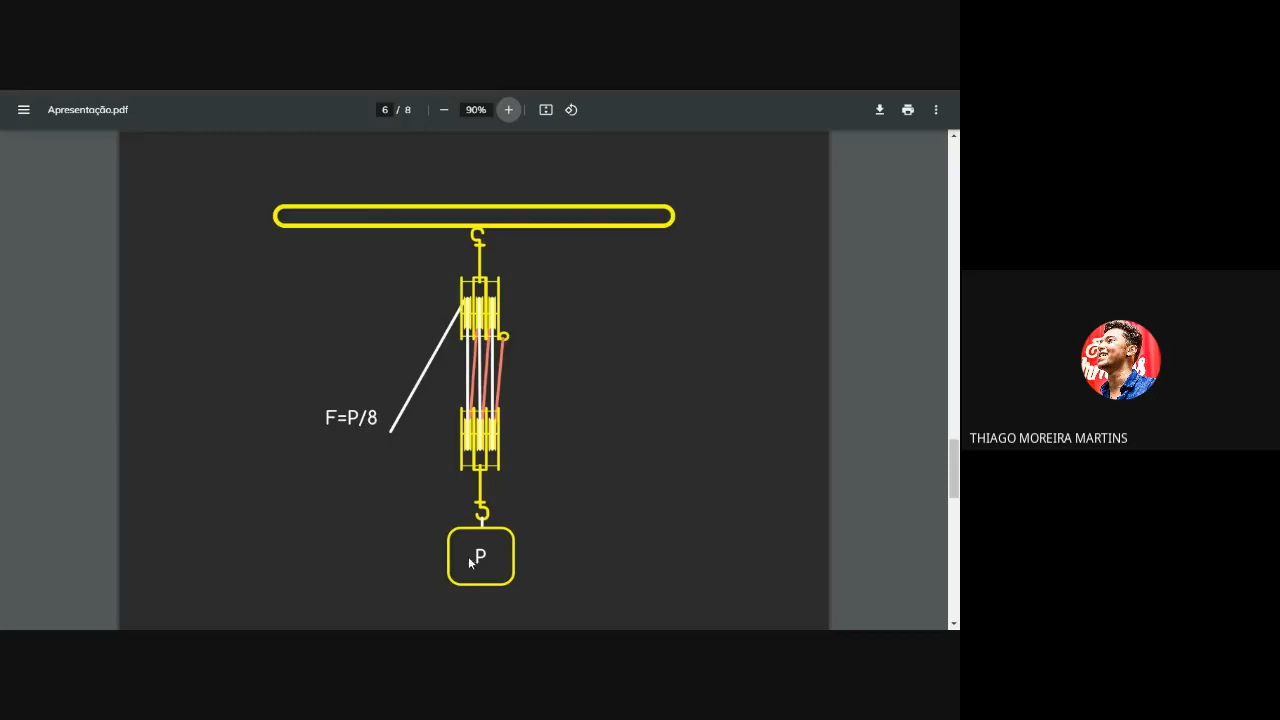 Apresentação.pdf
6 / 8
90%
F=P/8
P
THIAGO MOREIRA MARTINS